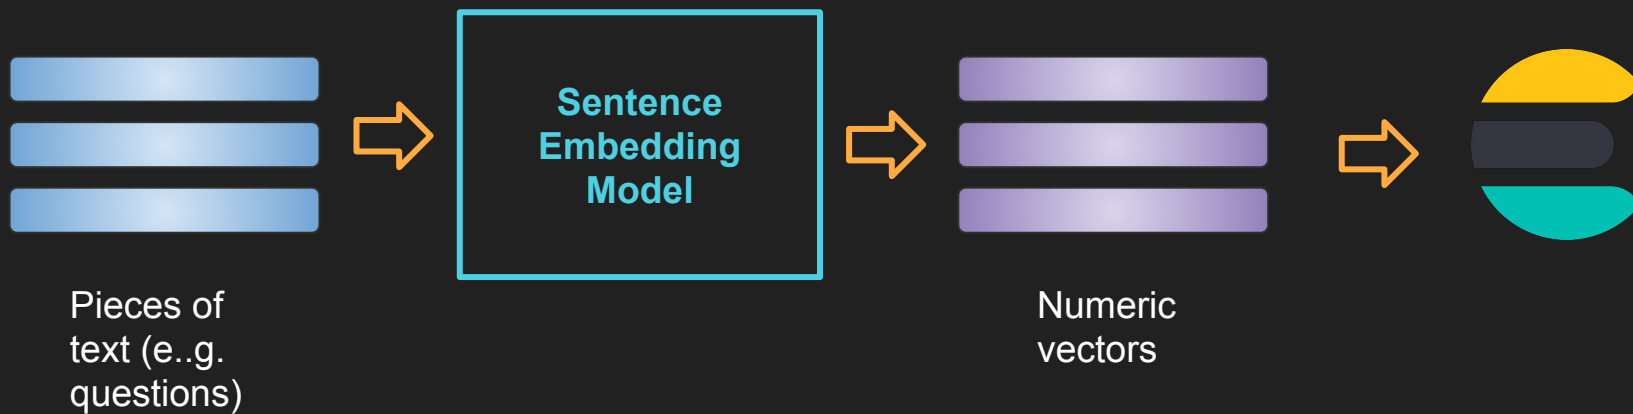 Sentence
Embedding
Model
Pieces of
text (e..g.
questions)
Numeric
vectors